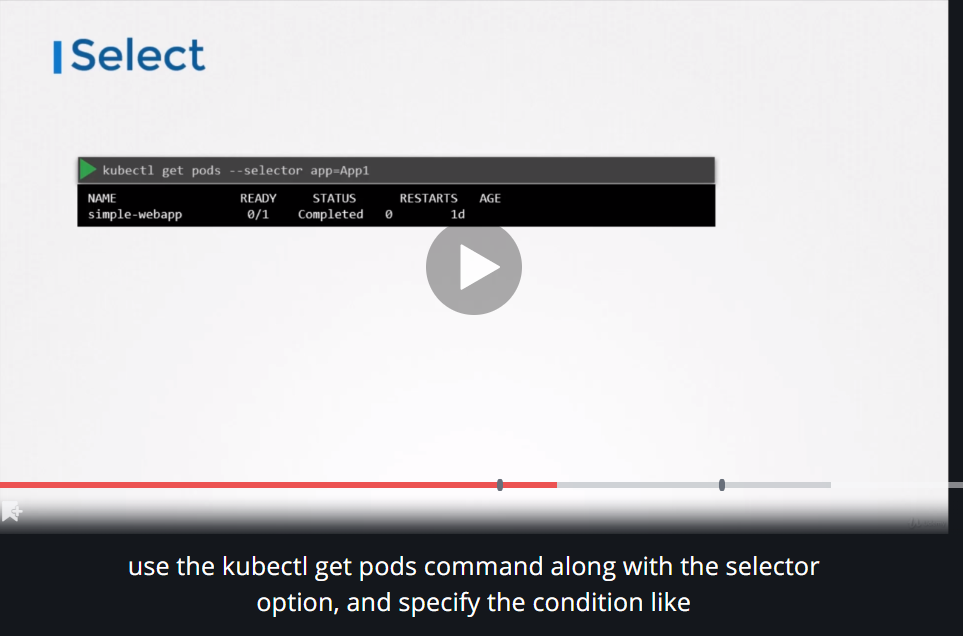 Select
kubectl get pods --selector app=App1
NAME READY STATUS RESTARTS AGE
simple-webapp 0/1 Completed 0 1d
use the kubectl get pods command along with the selector
option, and specify the condition like